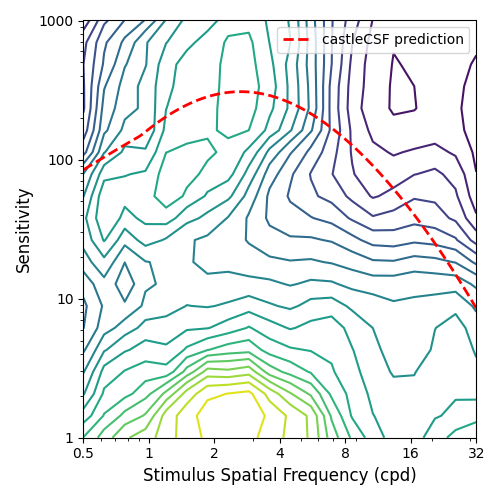 1000
castleCSF prediction
100
Sensitivity
10
1
0.5 1 2 4 8 16 32
Stimulus Spatial Frequency (cpd)